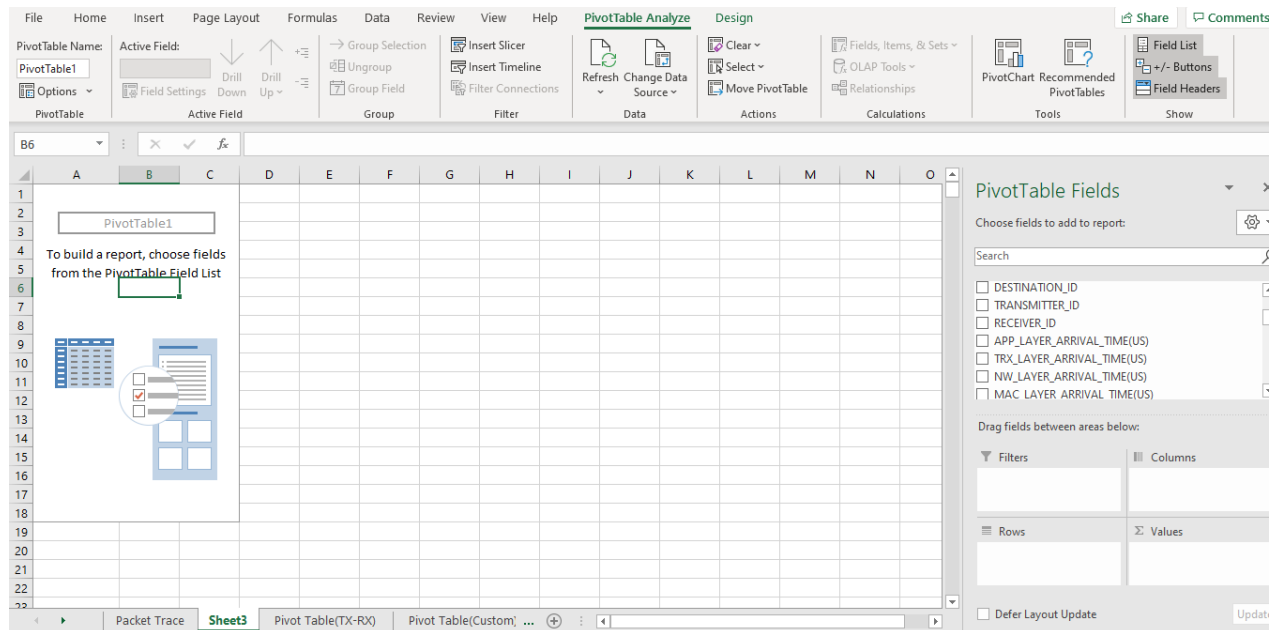 File Home Insert Page Layout Formulas Data Review View Help PivotTable Analyze Design Share Comments
PivotTable Name: Active Field: → Group Selection Insert Slicer Clear Fields, Items, & Sets Field List
PivotTable1 Ungroup Insert Timeline Select OLAP Tools +/- Buttons
Options Field Settings Drill Down Drill Up Group Field Filter Connections Refresh Change Data Source Move PivotTable Relationships PivotChart Recommended PivotTables Field Headers
PivotTable Active Field Group Filter Data Actions Calculations Tools Show
B6 fx
A B C D E F G H I J K L M N O
1
2
3
4
5
6
7
8
9
10
11
12
13
14
15
16
17
18
19
20
21
22
23
PivotTable1
To build a report, choose fields
from the PivotTable Field List
PivotTable Fields
Choose fields to add to report:
Search
DESTINATION_ID
TRANSMITTER_ID
RECEIVER_ID
APP_LAYER_ARRIVAL_TIME(US)
TRX_LAYER_ARRIVAL_TIME(US)
NW_LAYER_ARRIVAL_TIME(US)
MAC_LAYER_ARRIVAL_TIME(US)
Drag fields between areas below:
Filters Columns
Rows Σ Values
Defer Layout Update Updat
Packet Trace Sheet3 Pivot Table(TX-RX) Pivot Table(Custom) ...